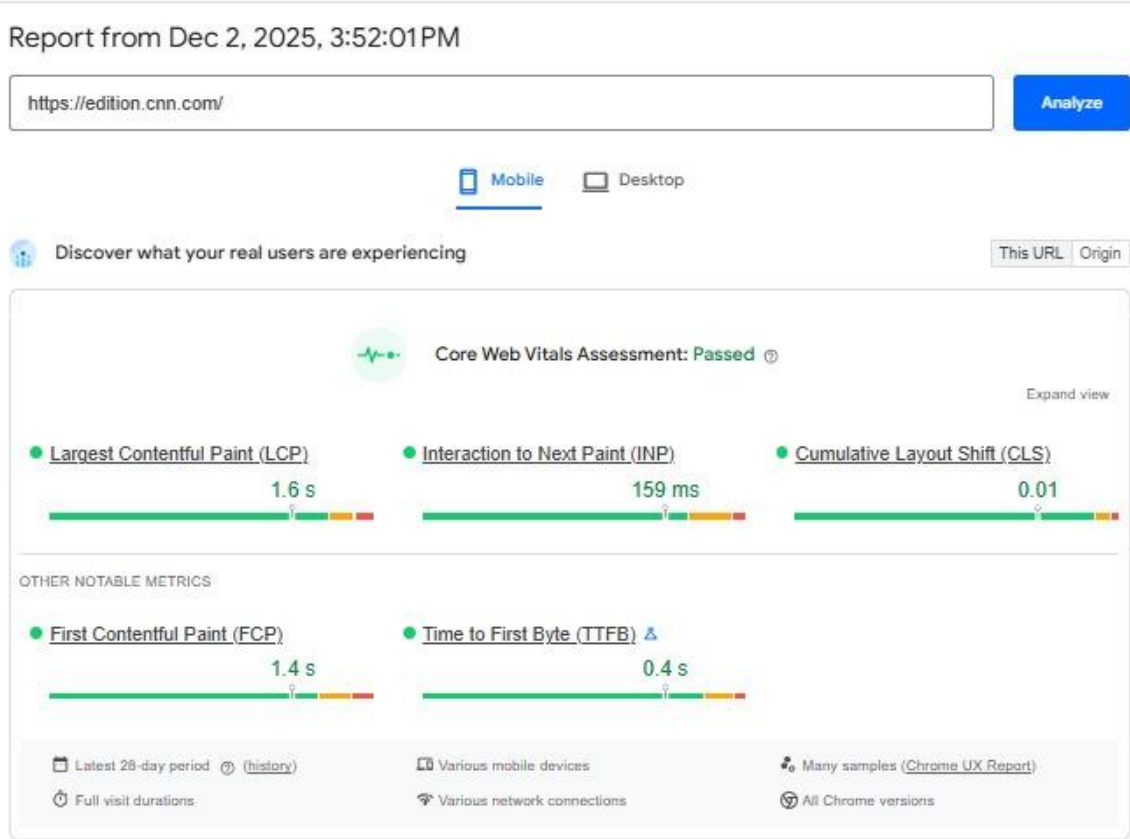 Report from Dec 2, 2025, 3:52:01 PM
https://edition.cnn.com/
Analyze
Mobile Desktop
Discover what your real users are experiencing
This URL Origin
Core Web Vitals Assessment: Passed
Expand view
Largest Contentful Paint (LCP) Interaction to Next Paint (INP) Cumulative Layout Shift (CLS)
1.6 s 159 ms 0.01
OTHER NOTABLE METRICS
First Contentful Paint (FCP) Time to First Byte (TTFB)
1.4 s 0.4 s
Latest 28-day period (history) Various mobile devices Many samples (Chrome UX Report)
Full visit durations Various network connections All Chrome versions